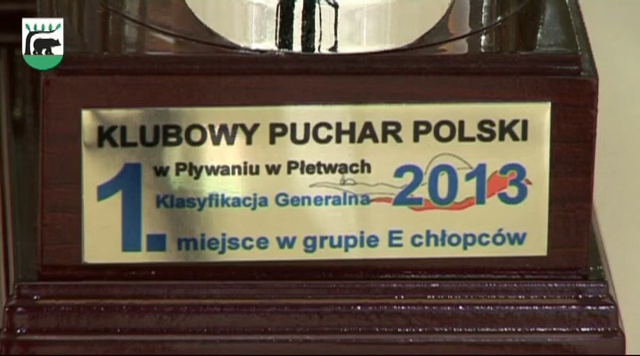 KLUBOWY PUCHAR POLSKI
w Pływaniu w Płetwach
Klasyfikacja Generalna 2013
1. miejsce w grupie E chłopców